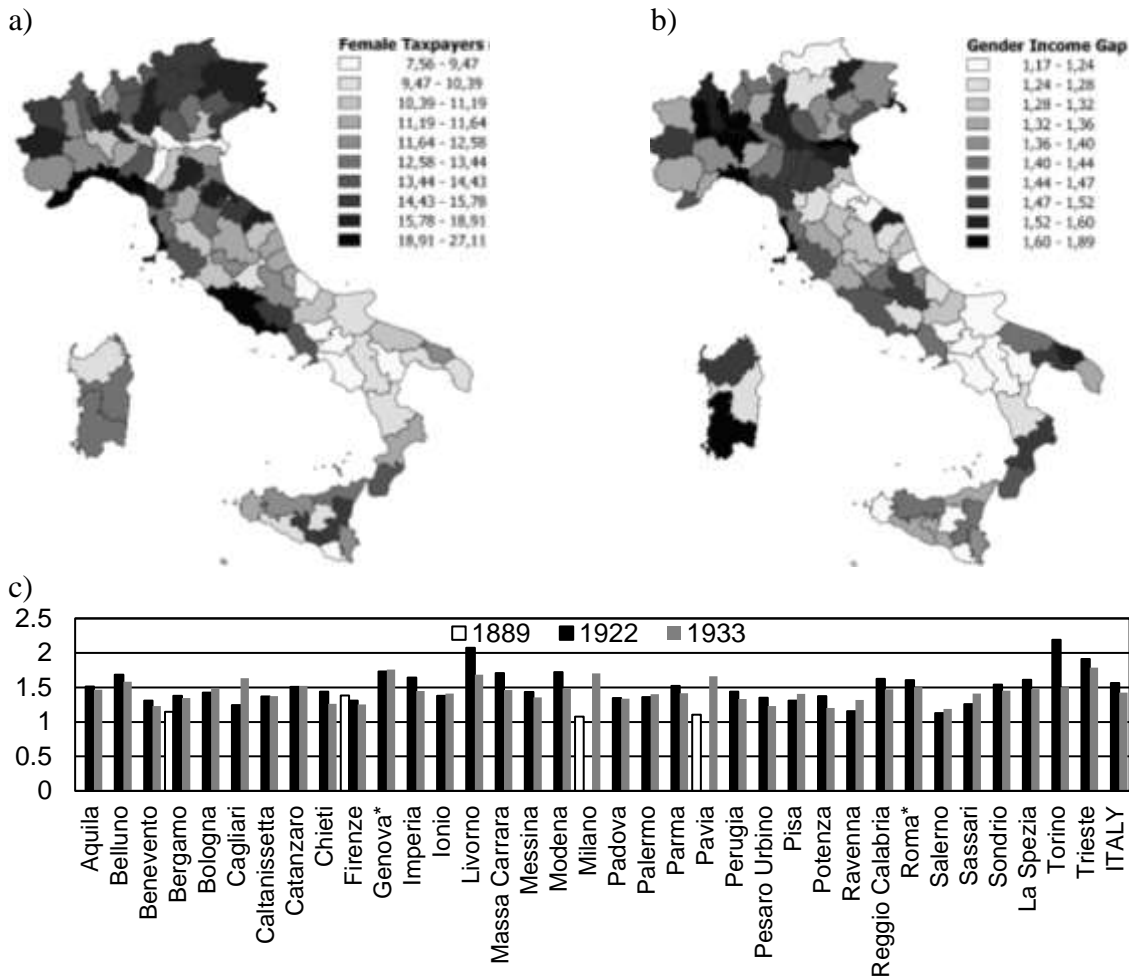 a)
Female Taxpayers
7,56 - 9,47
9,47 - 10,39
10,39 - 11,19
11,19 - 11,64
11,64 - 12,58
12,58 - 13,44
13,44 - 14,43
14,43 - 15,78
15,78 - 18,91
18,91 - 27,11
b)
Gender Income Gap
1,17 - 1,24
1,24 - 1,28
1,28 - 1,32
1,32 - 1,36
1,36 - 1,40
1,40 - 1,44
1,44 - 1,47
1,47 - 1,52
1,52 - 1,60
1,60 - 1,89
c)
2.5
2
1.5
1
0.5
0
1889 1922 1933
Aquila
Belluno
Benevento
Bergamo
Bologna
Cagliari
Caltanissetta
Catanzaro
Chieti
Firenze
Genova*
Imperia
Ionio
Livorno
Massa Carrara
Messina
Modena
Milano
Padova
Palermo
Parma
Pavia
Perugia
Pesaro Urbino
Pisa
Potenza
Ravenna
Reggio Calabria
Roma*
Salerno
Sassari
Sondrio
La Spezia
Torino
Trieste
ITALY